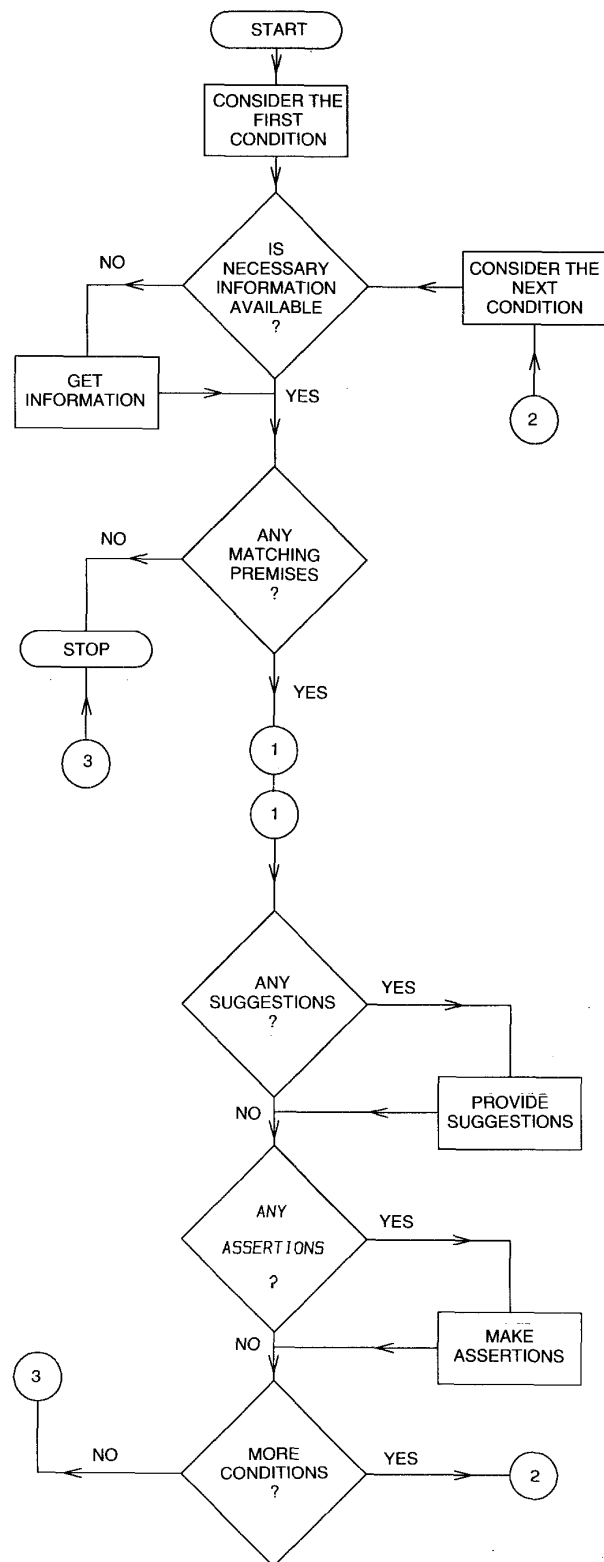 START
CONSIDER THE
FIRST
CONDITION
IS
NECESSARY
INFORMATION
AVAILABLE
?
NO
CONSIDER THE
NEXT
CONDITION
GET
INFORMATION
YES
2
ANY
MATCHING
PREMISES
?
NO
STOP
YES
3
1
1
ANY
SUGGESTIONS
?
YES
PROVIDE
SUGGESTIONS
NO
ANY
ASSERTIONS
?
YES
MAKE
ASSERTIONS
NO
3
MORE
CONDITIONS
?
NO
YES
2